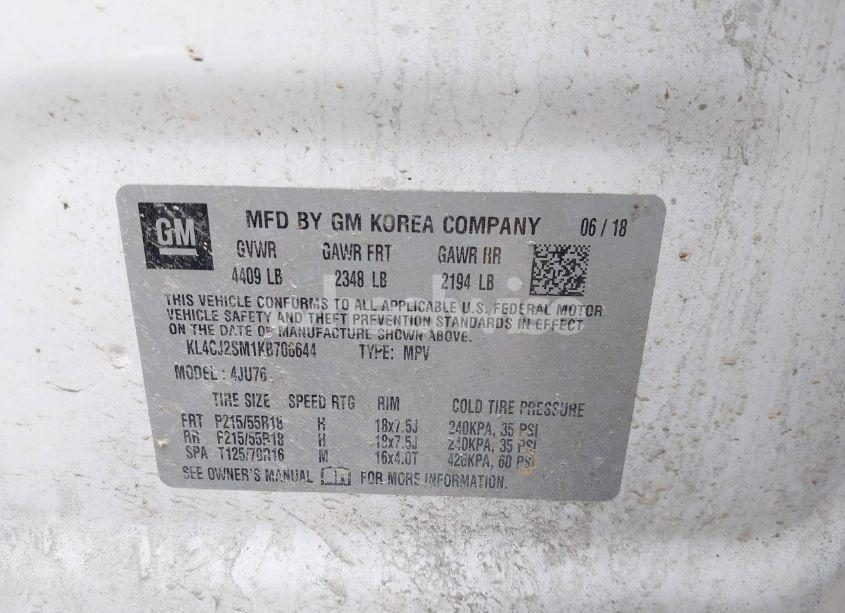 GM MFD BY GM KOREA COMPANY 06 / 18
GVWR GAWR FRT GAWR RR
4409 LB 2348 LB 2194 LB
THIS VEHICLE CONFORMS TO ALL APPLICABLE U.S. FEDERAL MOTOR
VEHICLE SAFETY AND THEFT PREVENTION STANDARDS IN EFFECT
ON THE DATE OF MANUFACTURE SHOWN ABOVE.
KL4CJ2SM1KB706644 TYPE: MPV
MODEL: 4JU76
TIRE SIZE SPEED RTG RIM COLD TIRE PRESSURE
FRT P215/55R18 H 18x7.5J 240KPA, 35 PSI
RR P215/55R18 H 18x7.5J 240KPA, 35 PSI
SPA T125/70R16 M 16x4.0T 420KPA, 60 PSI
SEE OWNER'S MANUAL FOR MORE INFORMATION.